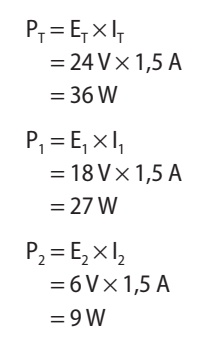 P_T = E_T × I_T
= 24 V × 1,5 A
= 36 W
P_1 = E_1 × I_1
= 18 V × 1,5 A
= 27 W
P_2 = E_2 × I_2
= 6 V × 1,5 A
= 9 W